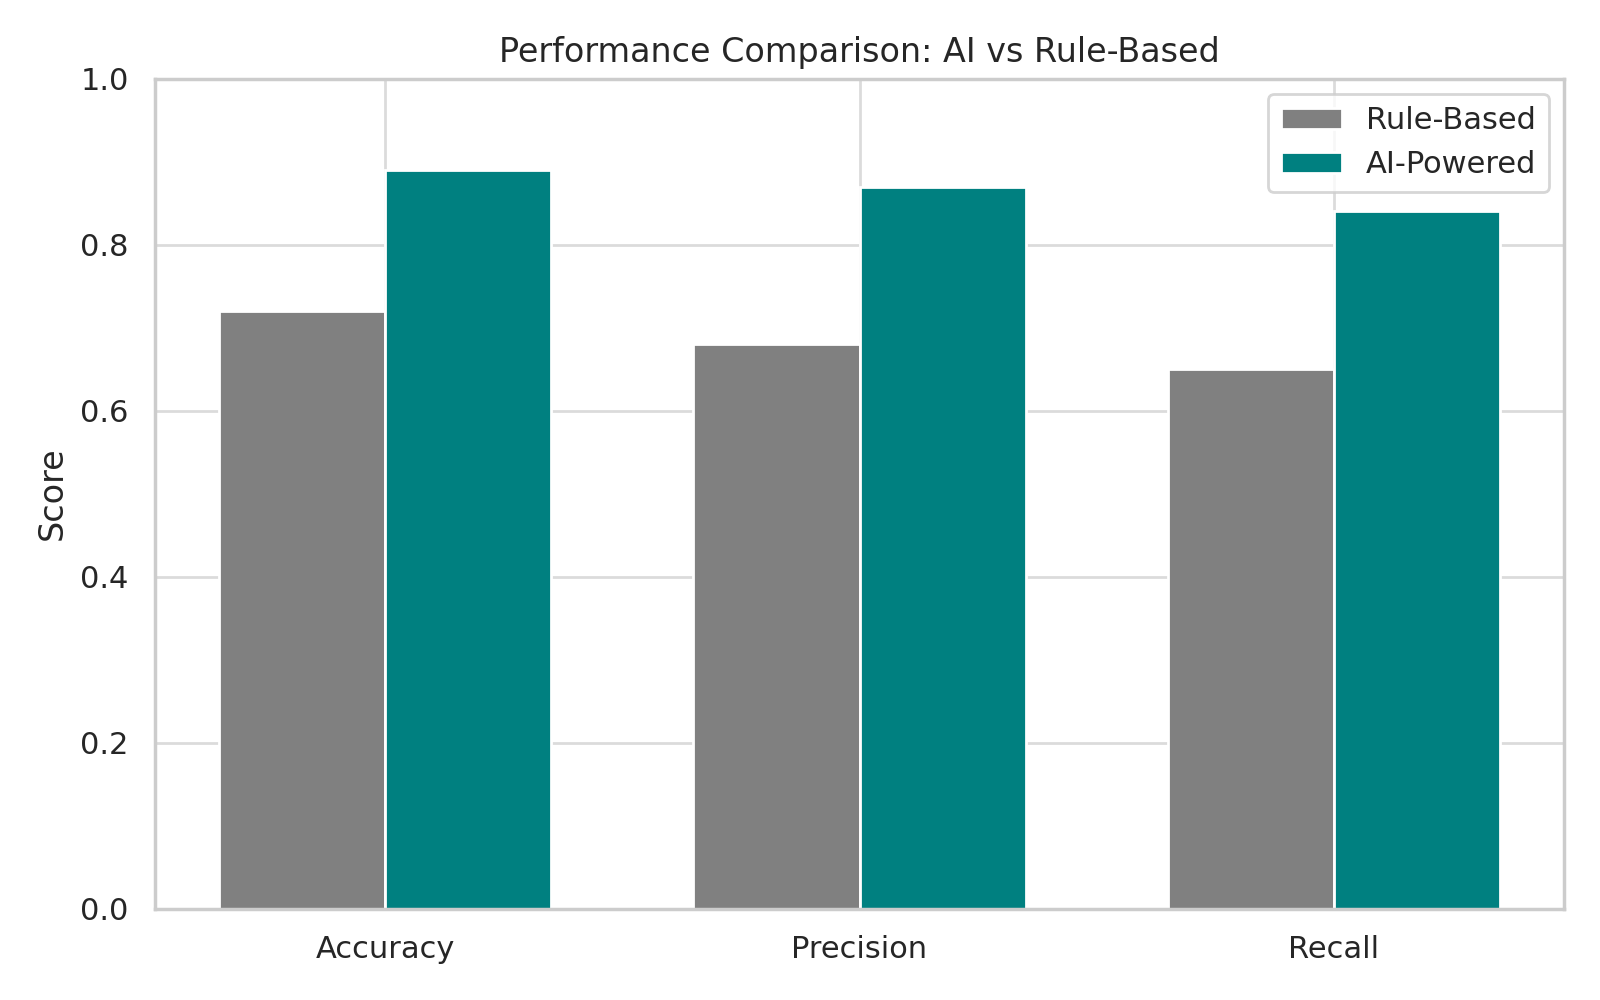 Performance Comparison: AI vs Rule-Based
1.0
0.8
0.6
0.4
0.2
0.0
Score
Rule-Based
AI-Powered
Accuracy
Precision
Recall